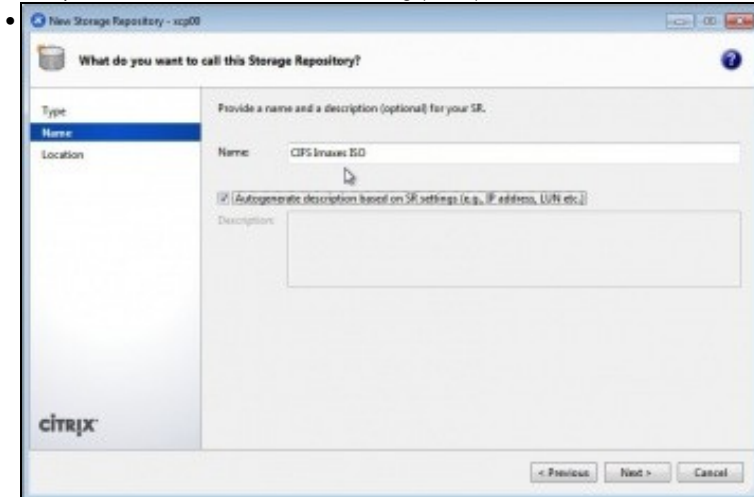 New Storage Repository - xcp00
What do you want to call this Storage Repository?
?
Type
Name
Location
Provide a name and a description (optional) for your SR.
Name:
CIFS Imaxes ISO
Autogenerate description based on SR settings (e.g., IP address, LUN etc.)
Description:
CITRIX
< Previous
Next >
Cancel